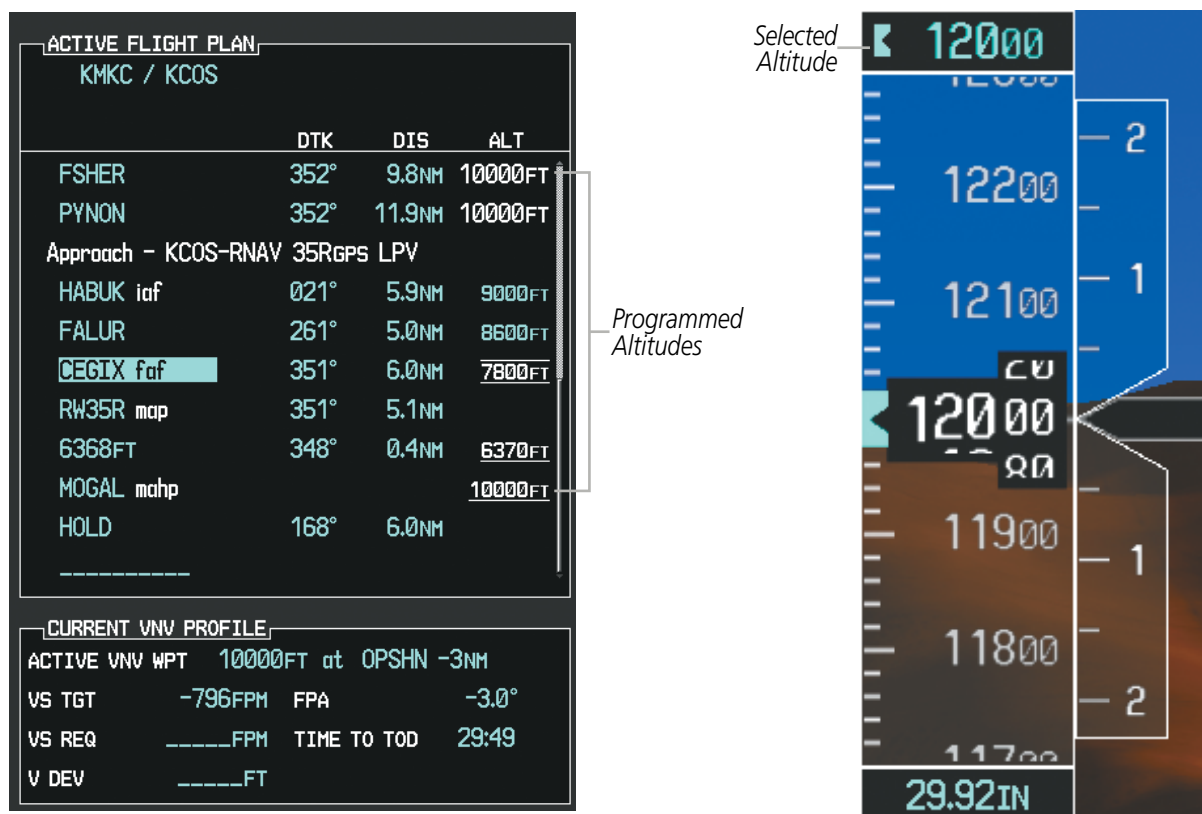 ACTIVE FLIGHT PLAN
KMKC / KCOS
DTK DIS ALT
FSHER 352° 9.8NM 10000FT
PYNON 352° 11.9NM 10000FT
Approach - KCOS-RNAV 35RGPS LPV
HABUK iaf 021° 5.9NM 9000FT
FALUR 261° 5.0NM 8600FT
CEGIX faf 351° 6.0NM 7800FT
RW35R map 351° 5.1NM
6368FT 348° 0.4NM 6370FT
MOGAL mahp 10000FT
HOLD 168° 6.0NM
__________
CURRENT VNV PROFILE
ACTIVE VNV WPT 10000FT at OPSHN -3NM
VS TGT -796FPM FPA -3.0°
VS REQ _____FPM TIME TO TOD 29:49
V DEV _____FT
Programmed
Altitudes
Selected
Altitude
12000
12200
12100
12000
11900
11800
29.92IN
2
1
1
2